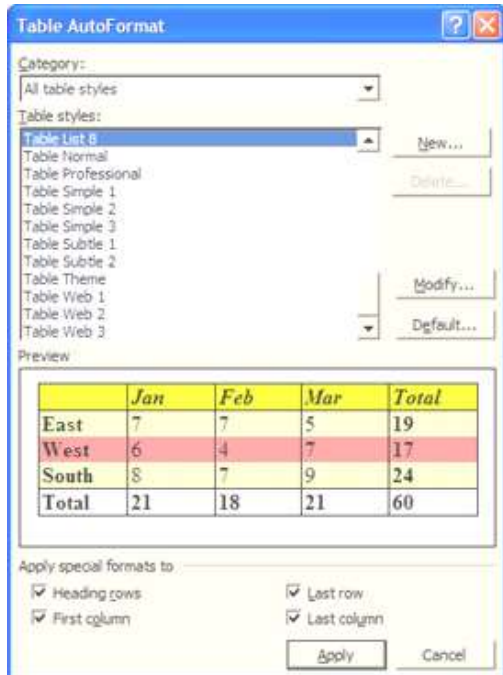 Table AutoFormat
Category:
All table styles
Table styles:
Table List 8
Table Normal
Table Professional
Table Simple 1
Table Simple 2
Table Simple 3
Table Subtle 1
Table Subtle 2
Table Theme
Table Web 1
Table Web 2
Table Web 3
New...
Delete...
Modify...
Default...
Preview
Jan Feb Mar Total
East 7 7 5 19
West 6 4 7 17
South 8 7 9 24
Total 21 18 21 60
Apply special formats to
Heading rows Last row
First column Last column
Apply Cancel